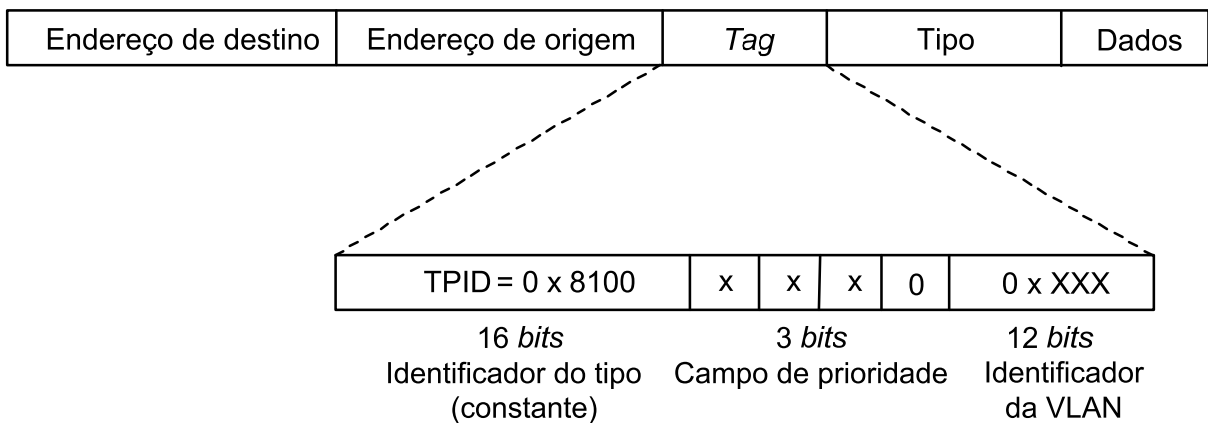 Endereço de destino Endereço de origem Tag Tipo Dados
TPID = 0 x 8100 x x x 0 0 x XXX
16 bits 3 bits 12 bits
Identificador do tipo Campo de prioridade Identificador
(constante) da VLAN